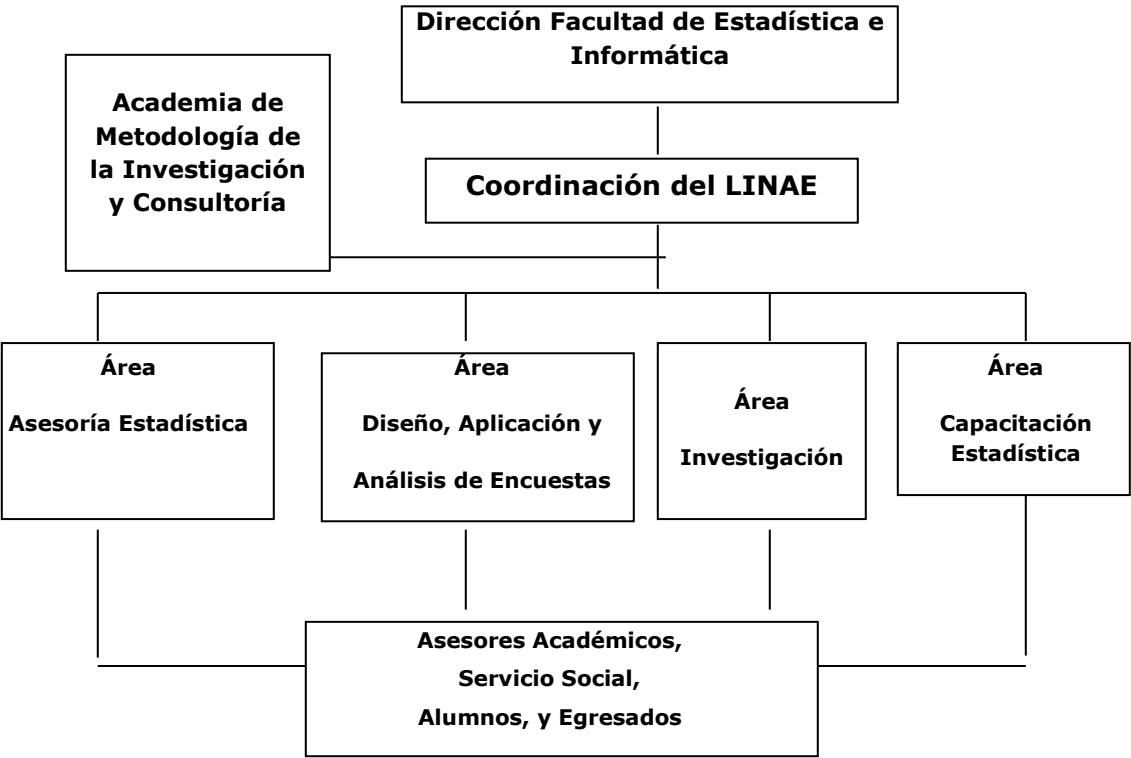 Dirección Facultad de Estadística e
Informática
Academia de
Metodología de
la Investigación
y Consultoría
Coordinación del LINAE
Área
Asesoría Estadística
Área
Diseño, Aplicación y
Análisis de Encuestas
Área
Investigación
Área
Capacitación
Estadística
Asesores Académicos,
Servicio Social,
Alumnos, y Egresados